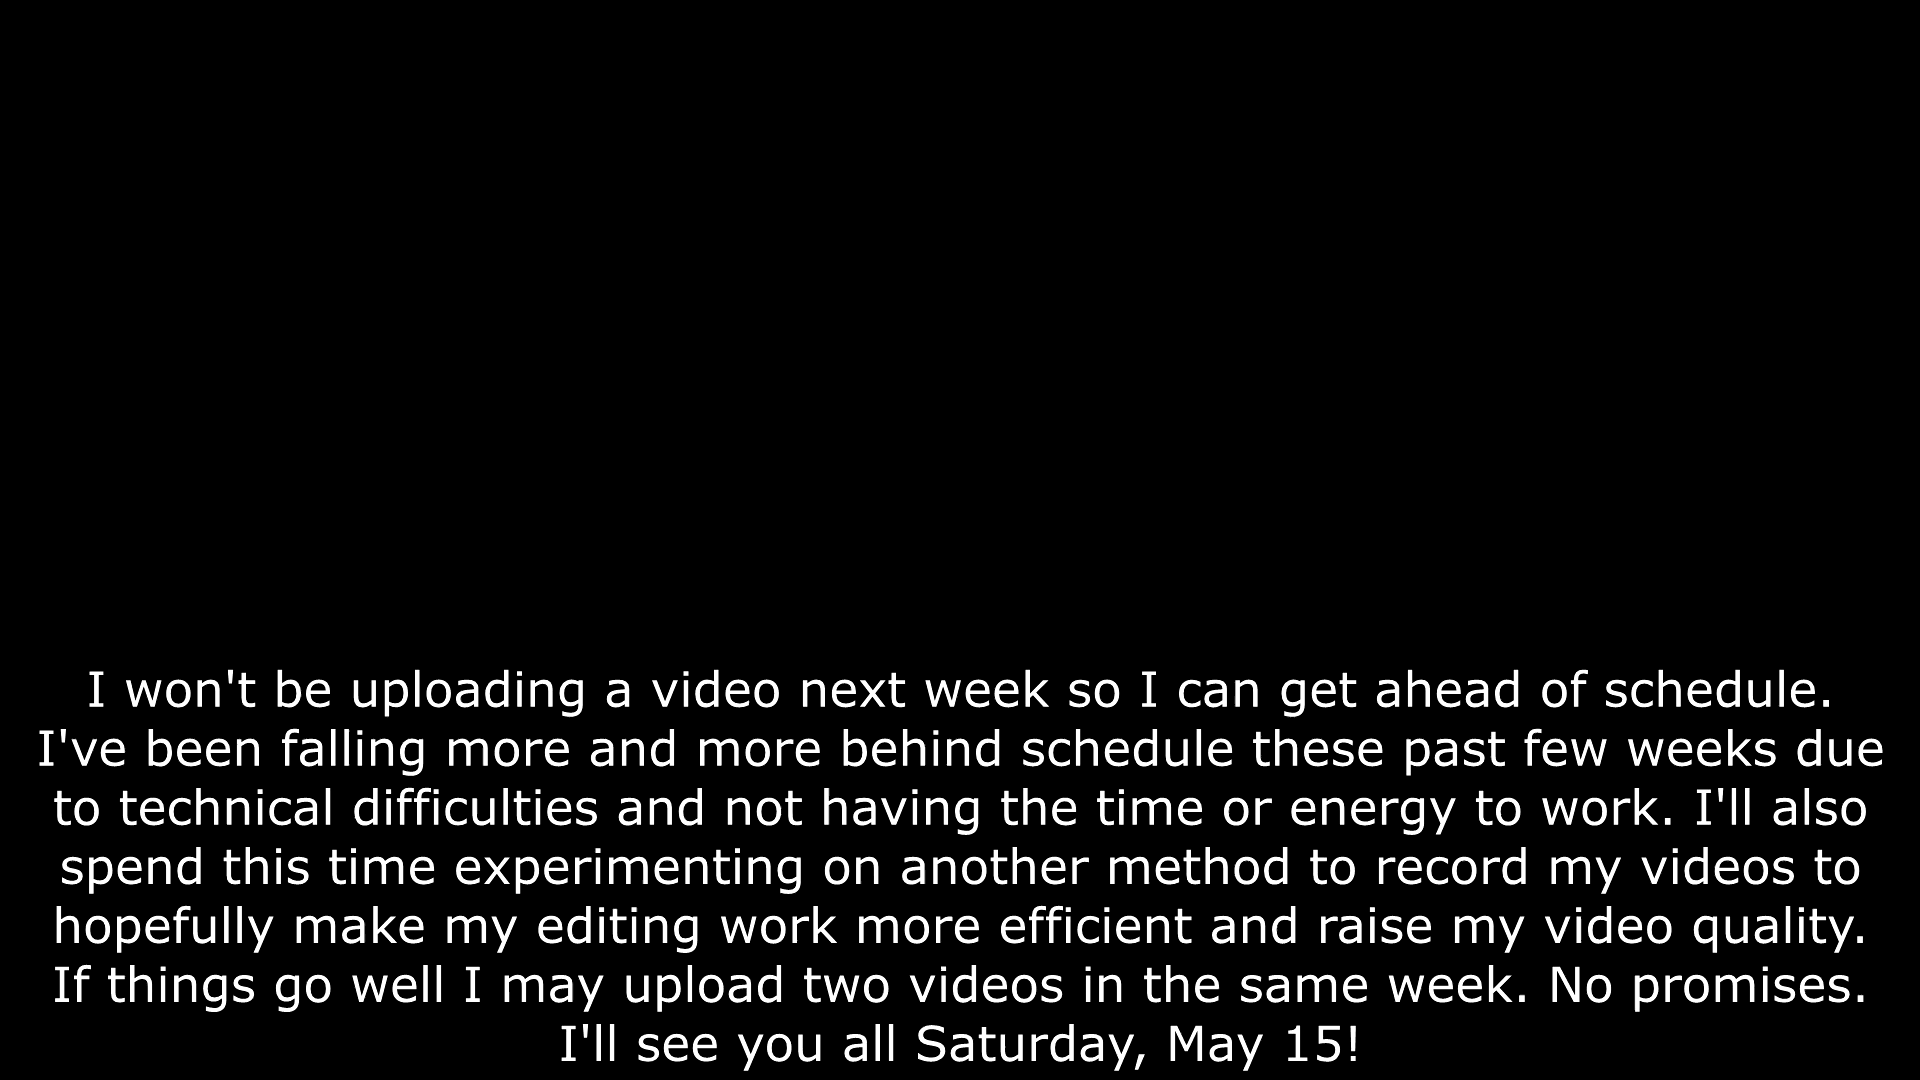 I won't be uploading a video next week so I can get ahead of schedule.
I've been falling more and more behind schedule these past few weeks due
to technical difficulties and not having the time or energy to work. I'll also
spend this time experimenting on another method to record my videos to
hopefully make my editing work more efficient and raise my video quality.
If things go well I may upload two videos in the same week. No promises.
I'll see you all Saturday, May 15!